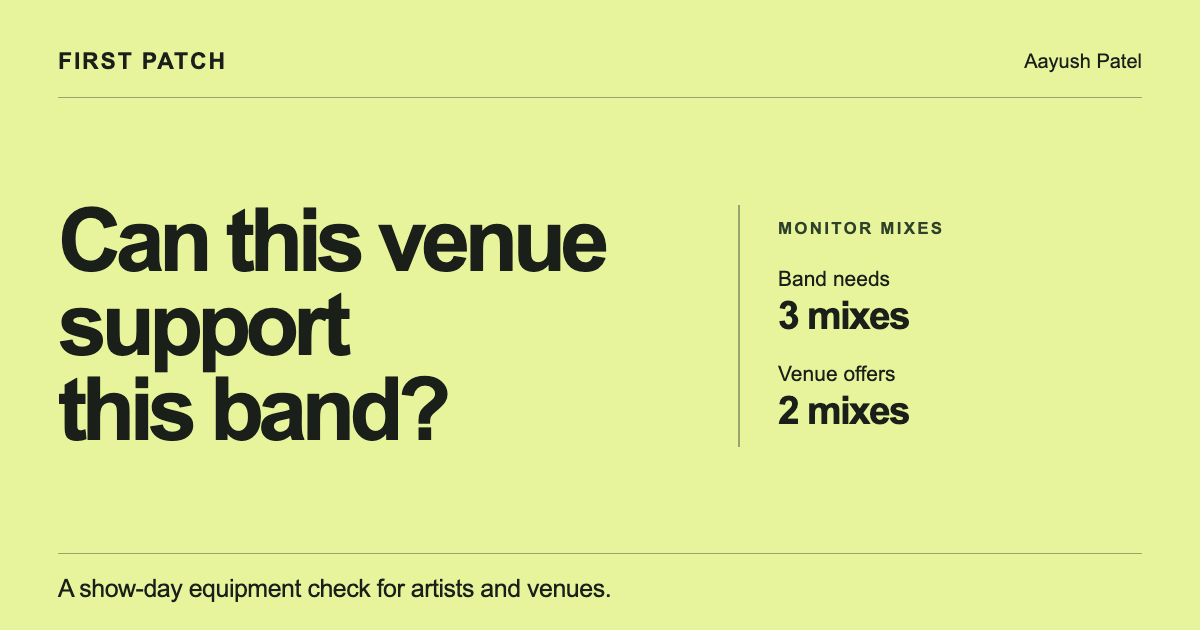 FIRST PATCH
Aayush Patel
Can this venue
support
this band?
MONITOR MIXES
Band needs
3 mixes
Venue offers
2 mixes
A show-day equipment check for artists and venues.